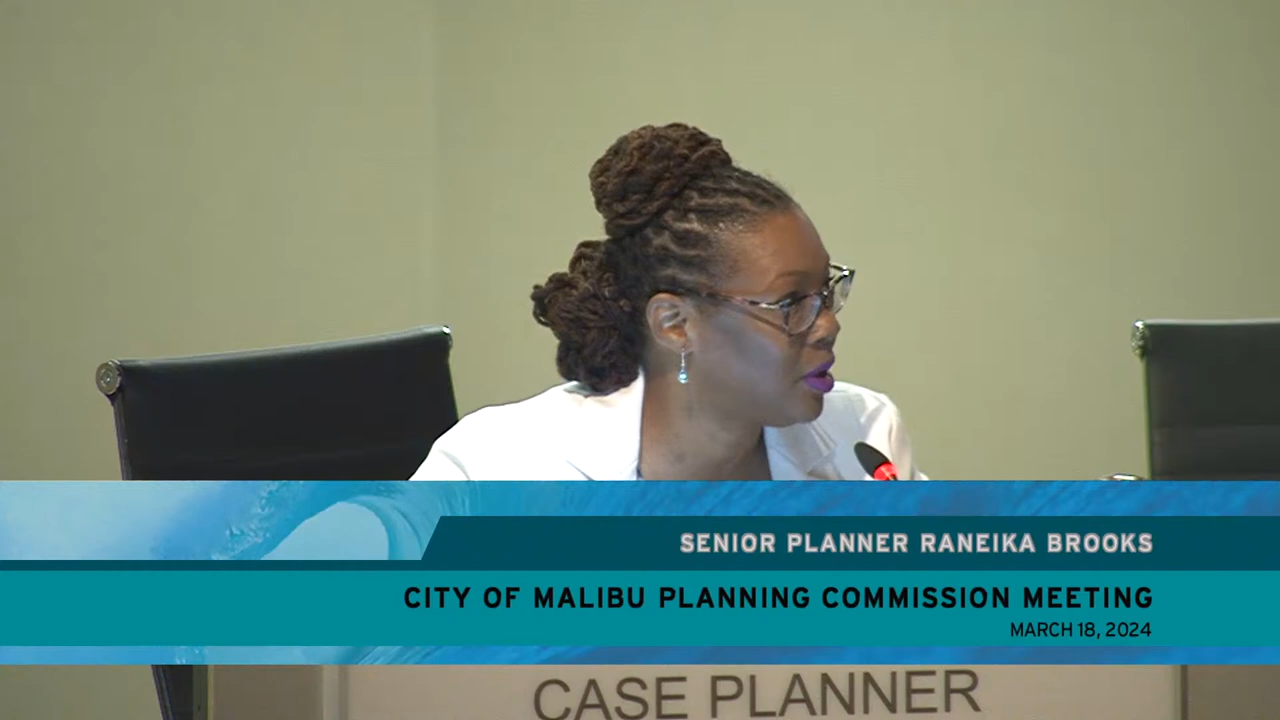 SENIOR PLANNER RANEIKA BROOKS
CITY OF MALIBU PLANNING COMMISSION MEETING
MARCH 18, 2024
CASE PLANNER